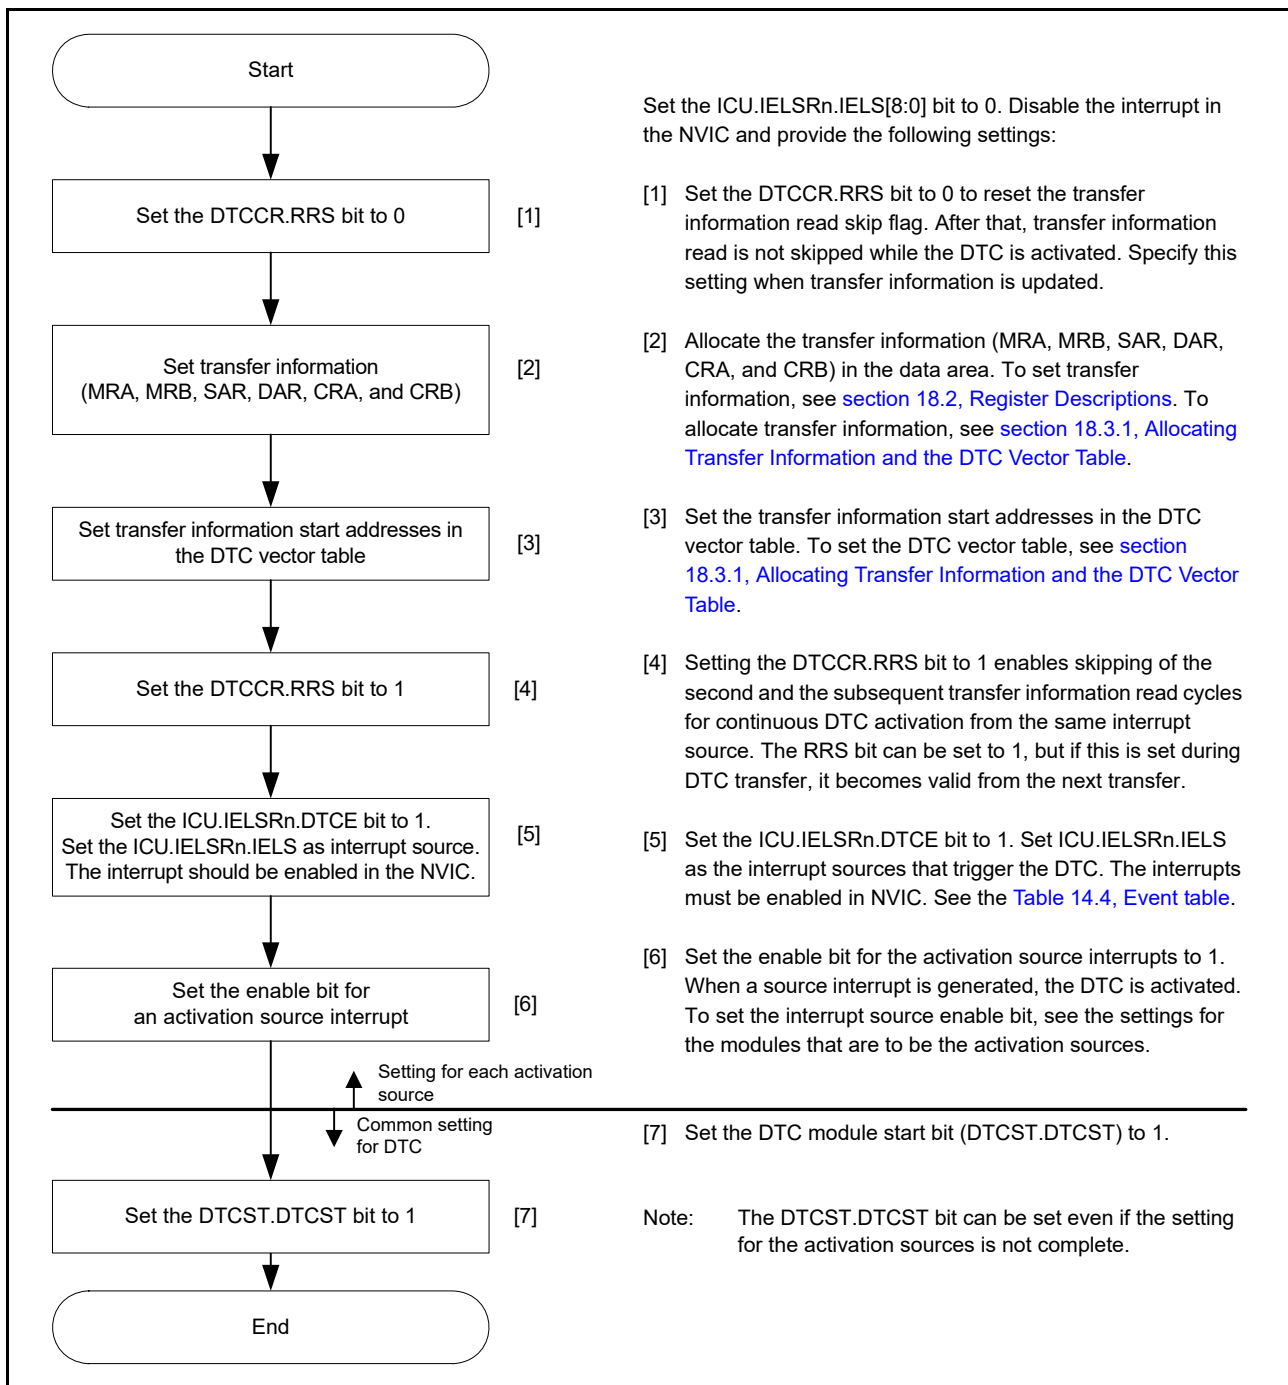 Start
Set the DTCCR.RRS bit to 0
[1]
Set transfer information
(MRA, MRB, SAR, DAR, CRA, and CRB)
[2]
Set transfer information start addresses in
the DTC vector table
[3]
Set the DTCCR.RRS bit to 1
[4]
Set the ICU.IELSRn.DTCE bit to 1.
Set the ICU.IELSRn.IELS as interrupt source.
The interrupt should be enabled in the NVIC.
[5]
Set the enable bit for
an activation source interrupt
[6]
Setting for each activation
source
Common setting
for DTC
Set the DTCST.DTCST bit to 1
[7]
End
Set the ICU.IELSRn.IELS[8:0] bit to 0. Disable the interrupt in
the NVIC and provide the following settings:
[1] Set the DTCCR.RRS bit to 0 to reset the transfer
information read skip flag. After that, transfer information
read is not skipped while the DTC is activated. Specify this
setting when transfer information is updated.
[2] Allocate the transfer information (MRA, MRB, SAR, DAR,
CRA, and CRB) in the data area. To set transfer
information, see section 18.2, Register Descriptions. To
allocate transfer information, see section 18.3.1, Allocating
Transfer Information and the DTC Vector Table.
[3] Set the transfer information start addresses in the DTC
vector table. To set the DTC vector table, see section
18.3.1, Allocating Transfer Information and the DTC Vector
Table.
[4] Setting the DTCCR.RRS bit to 1 enables skipping of the
second and the subsequent transfer information read cycles
for continuous DTC activation from the same interrupt
source. The RRS bit can be set to 1, but if this is set during
DTC transfer, it becomes valid from the next transfer.
[5] Set the ICU.IELSRn.DTCE bit to 1. Set ICU.IELSRn.IELS
as the interrupt sources that trigger the DTC. The interrupts
must be enabled in NVIC. See the Table 14.4, Event table.
[6] Set the enable bit for the activation source interrupts to 1.
When a source interrupt is generated, the DTC is activated.
To set the interrupt source enable bit, see the settings for
the modules that are to be the activation sources.
[7] Set the DTC module start bit (DTCST.DTCST) to 1.
Note: The DTCST.DTCST bit can be set even if the setting
for the activation sources is not complete.